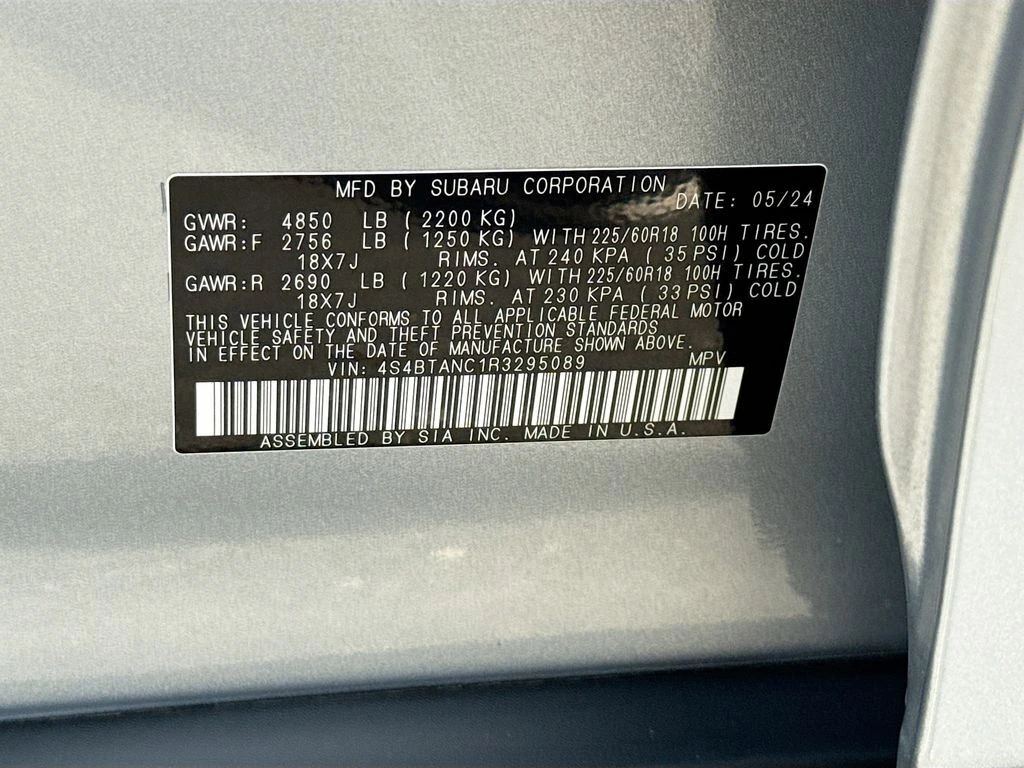 MFD BY SUBARU CORPORATION DATE: 05/24
GVWR: 4850 LB (2200 KG)
GAWR:F 2756 LB (1250 KG) WITH 225/60R18 100H TIRES.
18X7J RIMS. AT 240 KPA (35 PSI) COLD
GAWR:R 2690 LB (1220 KG) WITH 225/60R18 100H TIRES.
18X7J RIMS. AT 230 KPA (33 PSI) COLD
THIS VEHICLE CONFORMS TO ALL APPLICABLE FEDERAL MOTOR
VEHICLE SAFETY AND THEFT PREVENTION STANDARDS
IN EFFECT ON THE DATE OF MANUFACTURE SHOWN ABOVE.
VIN: 4S4BTANC1R3295089 MPV
ASSEMBLED BY SIA INC. MADE IN U.S.A.